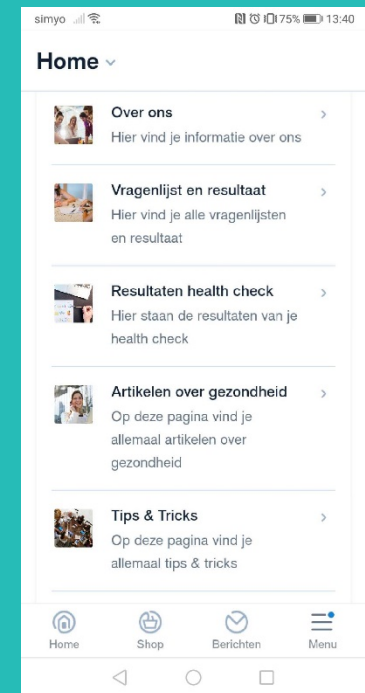 simyo 75% 13:40
Home
Over ons
Hier vind je informatie over ons
Vragenlijst en resultaat
Hier vind je alle vragenlijsten
en resultaat
Resultaten health check
Hier staan de resultaten van je
health check
Artikelen over gezondheid
Op deze pagina vind je
allemaal artikelen over
gezondheid
Tips & Tricks
Op deze pagina vind je
allemaal tips & tricks
Home Shop Berichten Menu